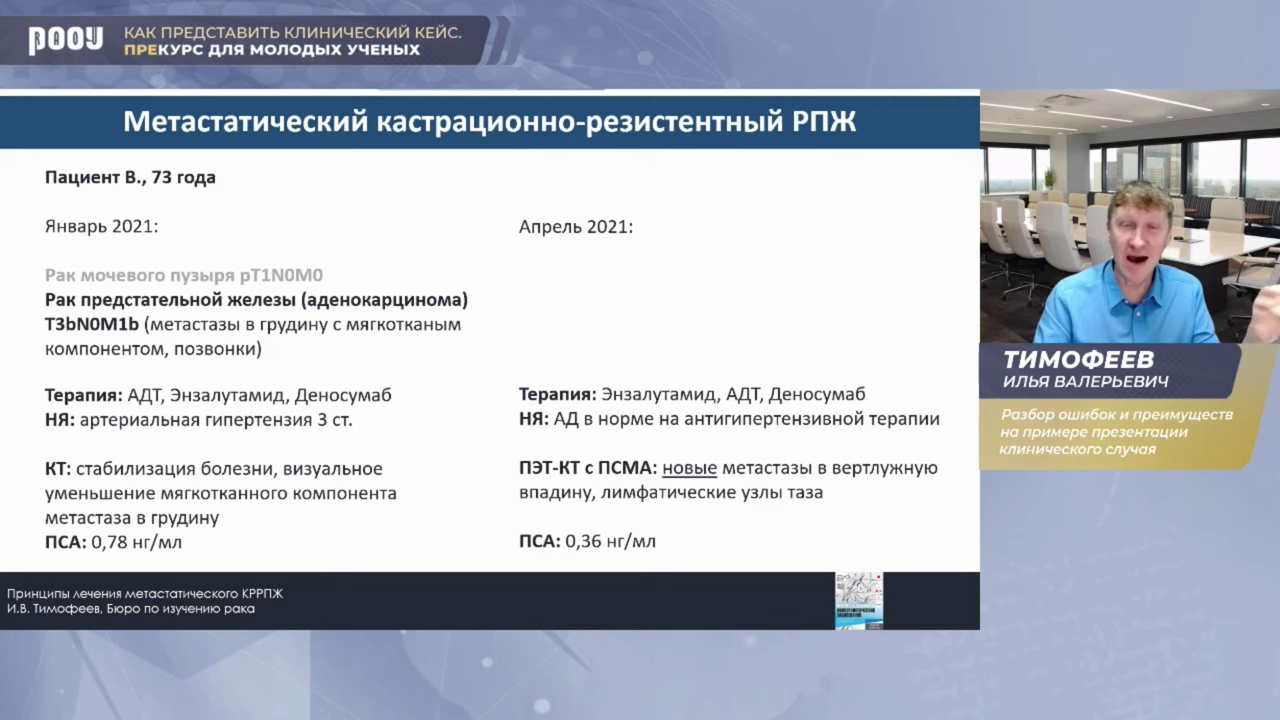 РООУ
КАК ПРЕДСТАВИТЬ КЛИНИЧЕСКИЙ КЕЙС.
ПРЕКУРС ДЛЯ МОЛОДЫХ УЧЕНЫХ
Метастатический кастрационно-резистентный РПЖ
Пациент В., 73 года
Январь 2021:
Рак мочевого пузыря pT1N0M0
Рак предстательной железы (аденокарцинома)
T3bN0M1b (метастазы в грудину с мягкотканым
компонентом, позвонки)
Терапия: АДТ, Энзалутамид, Деносумаб
НЯ: артериальная гипертензия 3 ст.
КТ: стабилизация болезни, визуальное
уменьшение мягкотканного компонента
метастаза в грудину
ПСА: 0,78 нг/мл
Апрель 2021:
Терапия: Энзалутамид, АДТ, Деносумаб
НЯ: АД в норме на антигипертензивной терапии
ПЭТ-КТ с ПСМА: новые метастазы в вертлужную
впадину, лимфатические узлы таза
ПСА: 0,36 нг/мл
ТИМОФЕЕВ
ИЛЬЯ ВАЛЕРЬЕВИЧ
Разбор ошибок и преимуществ
на примере презентации
клинического случая
Принципы лечения метастатического КРРПЖ
И.В. Тимофеев, Бюро по изучению рака